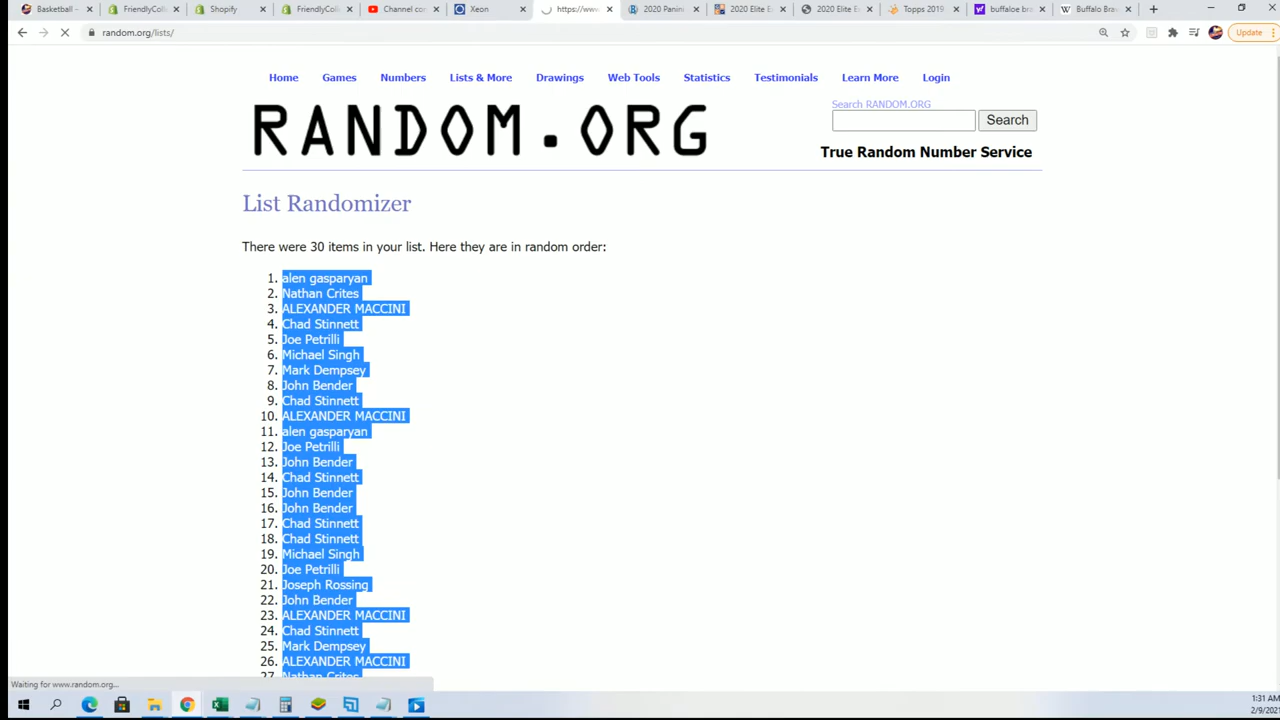 Basketball -
FriendlyColl
Shopify
FriendlyColl
Channel con
Xeon
https://www
2020 Panini
2020 Elite E
2020 Elite E
Topps 2019
buffaloe bra
Buffalo Bra
random.org/lists/
Update
Home Games Numbers Lists & More Drawings Web Tools Statistics Testimonials Learn More Login
RANDOM.ORG
Search RANDOM.ORG
Search
True Random Number Service
List Randomizer
There were 30 items in your list. Here they are in random order:
1. alen gasparyan
2. Nathan Crites
3. ALEXANDER MACCINI
4. Chad Stinnett
5. Joe Petrilli
6. Michael Singh
7. Mark Dempsey
8. John Bender
9. Chad Stinnett
10. ALEXANDER MACCINI
11. alen gasparyan
12. Joe Petrilli
13. John Bender
14. Chad Stinnett
15. John Bender
16. John Bender
17. Chad Stinnett
18. Chad Stinnett
19. Michael Singh
20. Joe Petrilli
21. Joseph Rossing
22. John Bender
23. ALEXANDER MACCINI
24. Chad Stinnett
25. Mark Dempsey
26. ALEXANDER MACCINI
27. Nathan Crites
Waiting for www.random.org...
1:31 AM
2/9/2021